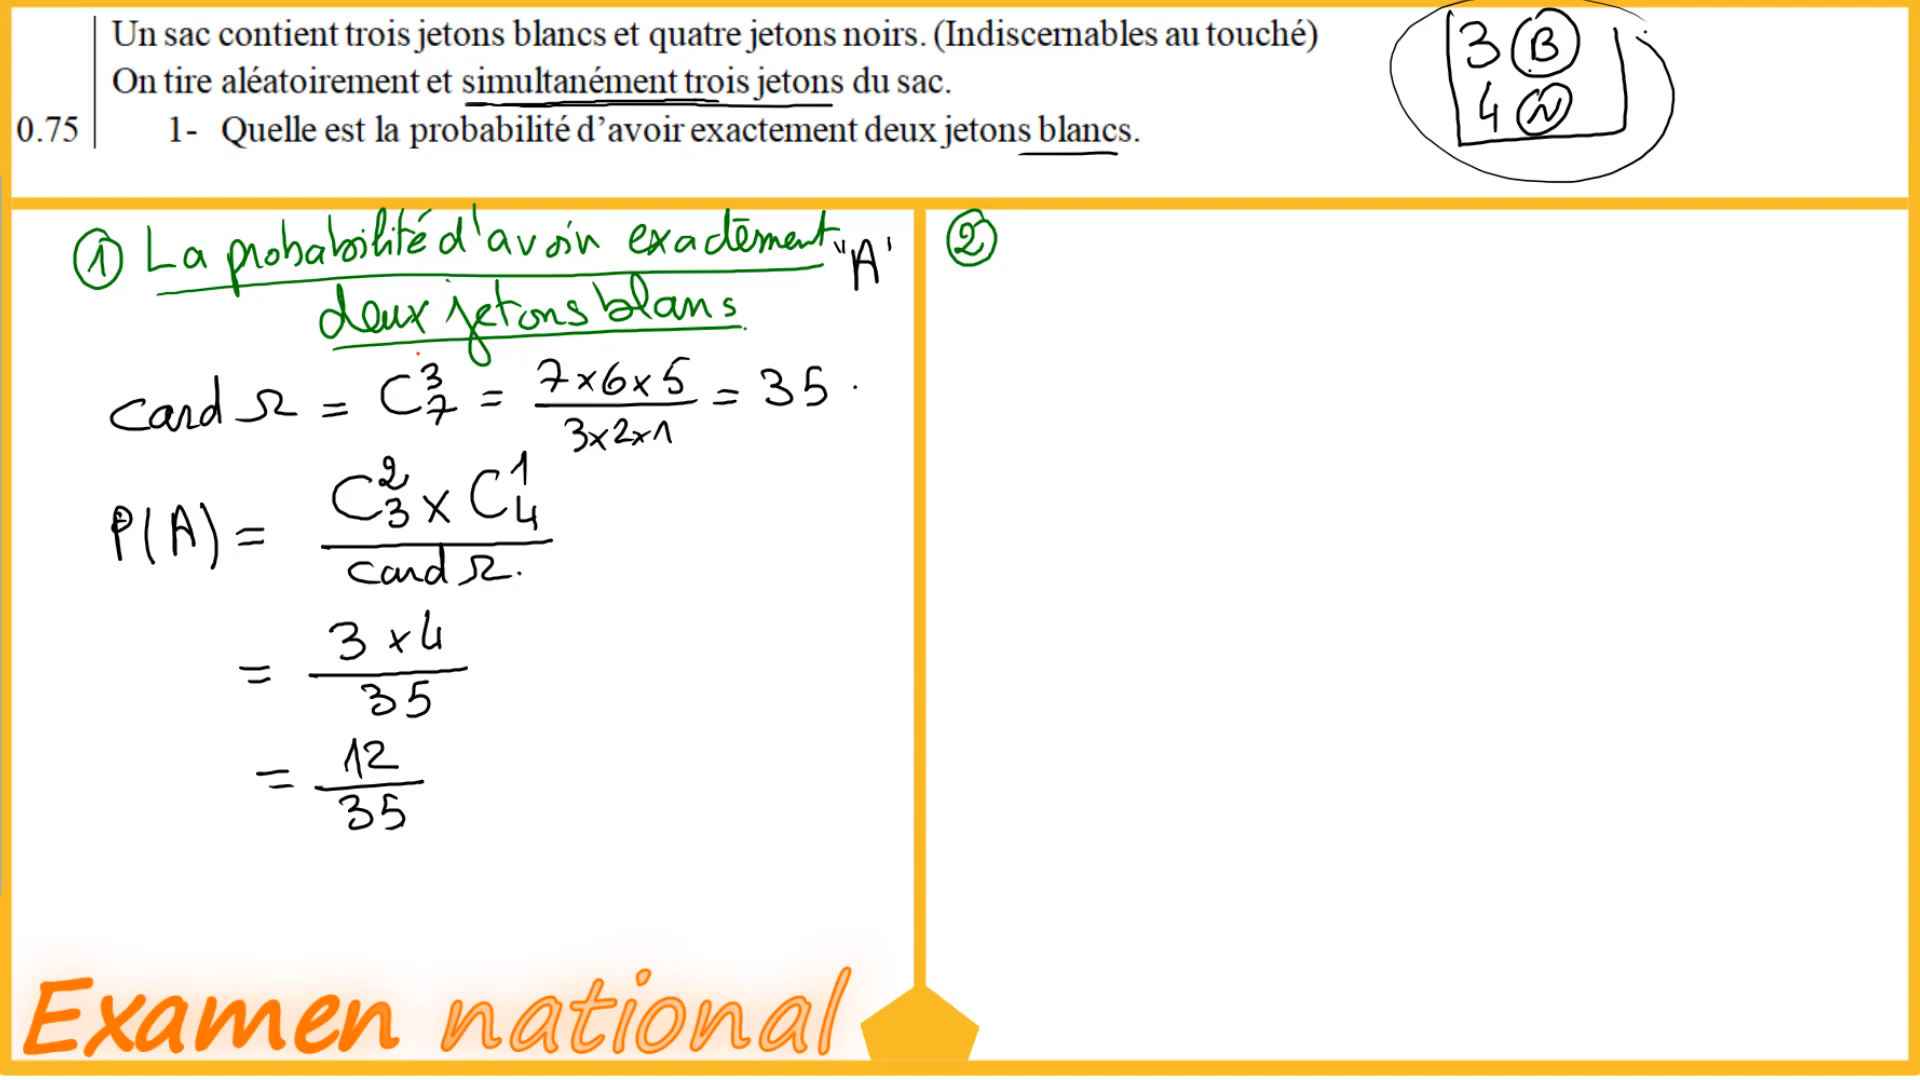 Un sac contient trois jetons blancs et quatre jetons noirs. (Indiscernables au touché)
On tire aléatoirement et simultanément trois jetons du sac.
0.75 1- Quelle est la probabilité d'avoir exactement deux jetons blancs.
3 B
4 N
① La probabilité d'avoir exactement "A"
deux jetons blans.
card Ω = C₇³ = (7×6×5)/(3×2×1) = 35.
P(A) = (C₃² × C₄¹)/(card Ω.)
= (3×4)/35
= 12/35
②
Examen national